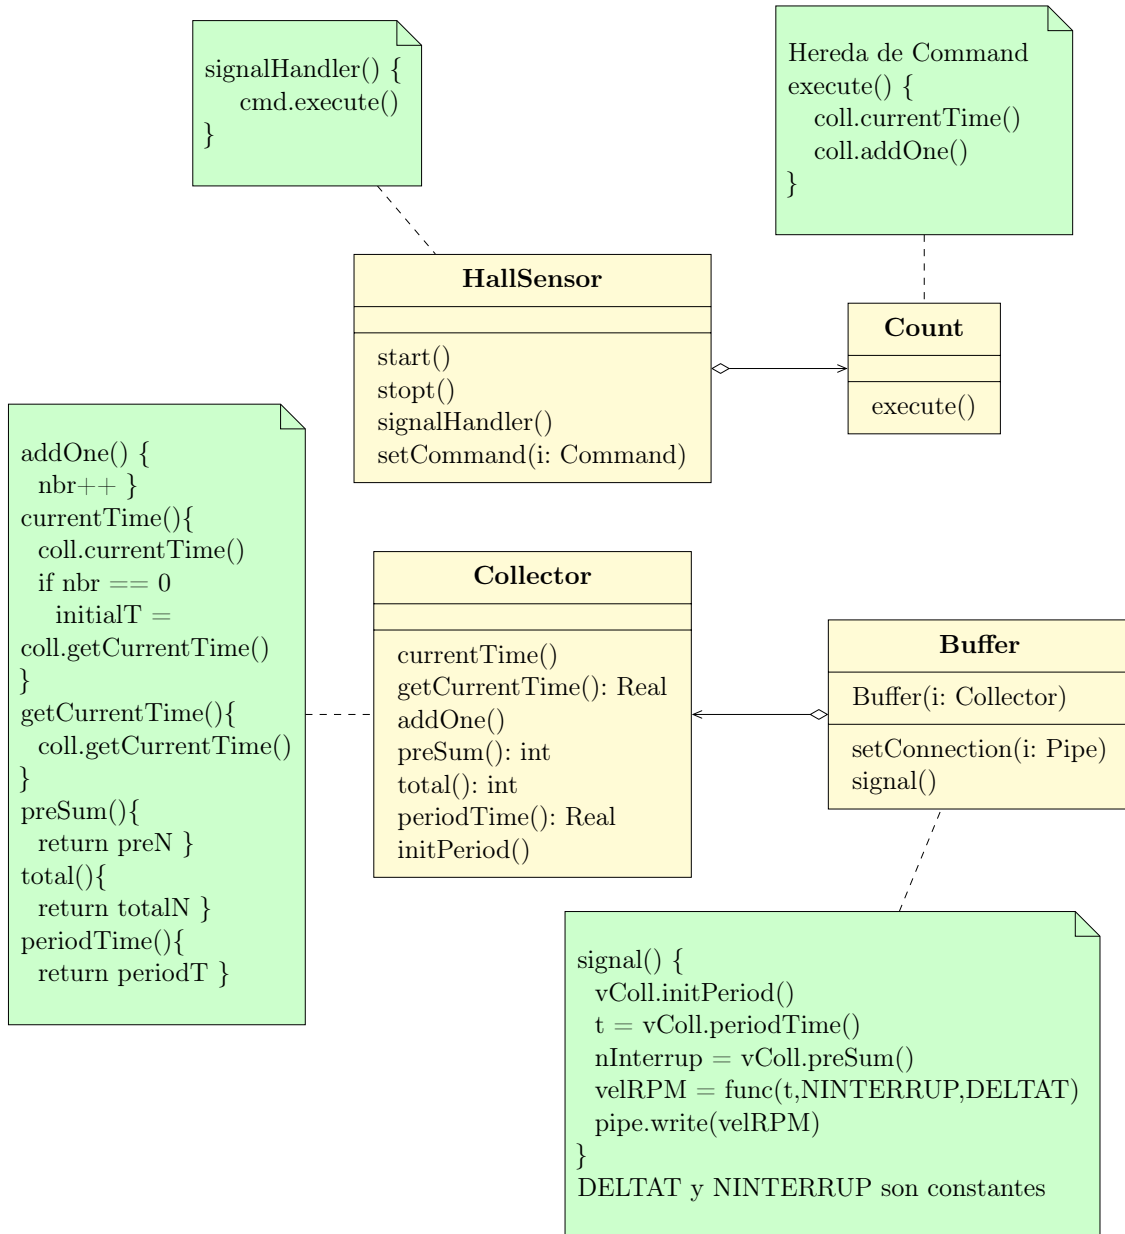 signalHandler() {
cmd.execute()
}
Hereda de Command
execute() {
coll.currentTime()
coll.addOne()
}
HallSensor
start()
stopt()
signalHandler()
setCommand(i: Command)
Count
execute()
addOne() {
nbr++ }
currentTime(){
coll.currentTime()
if nbr == 0
initialT =
coll.getCurrentTime()
}
getCurrentTime(){
coll.getCurrentTime()
}
preSum(){
return preN }
total(){
return totalN }
periodTime(){
return periodT }
Collector
currentTime()
getCurrentTime(): Real
addOne()
preSum(): int
total(): int
periodTime(): Real
initPeriod()
Buffer
Buffer(i: Collector)
setConnection(i: Pipe)
signal()
signal() {
vColl.initPeriod()
t = vColl.periodTime()
nInterrup = vColl.preSum()
velRPM = func(t,NINTERRUP,DELTAT)
pipe.write(velRPM)
}
DELTAT y NINTERRUP son constantes